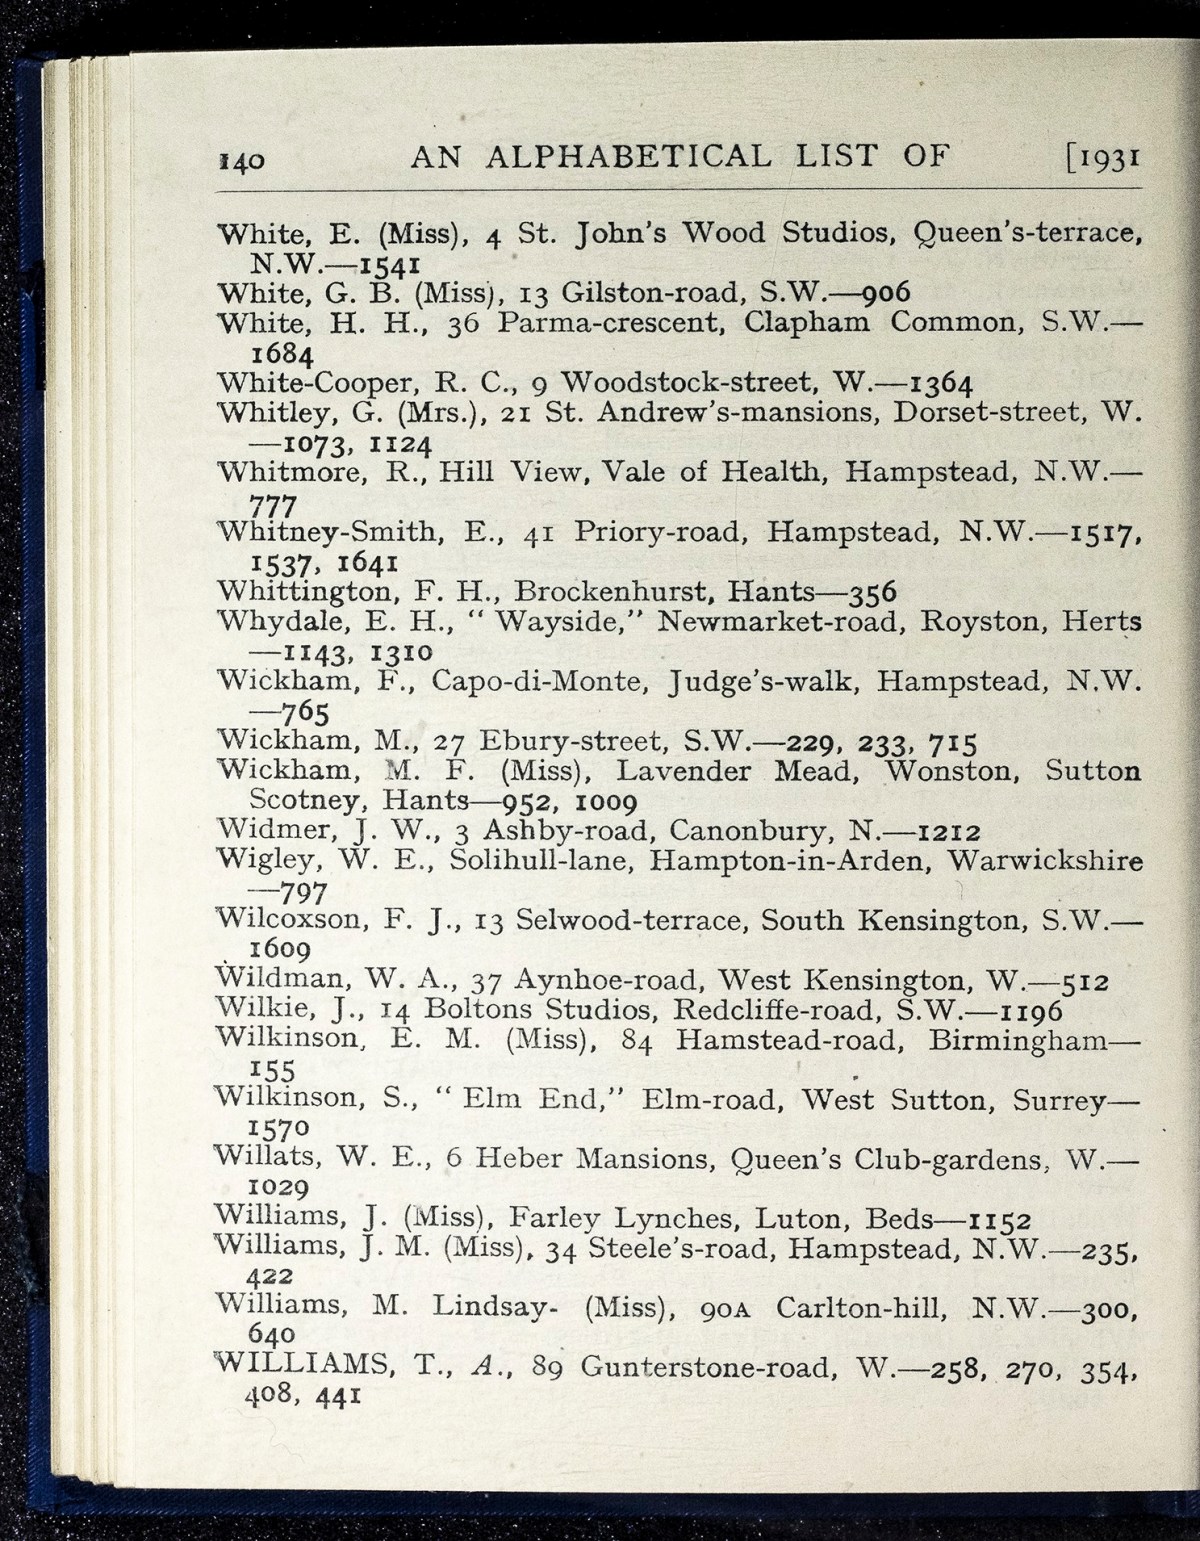 140 AN ALPHABETICAL LIST OF [1931
White, E. (Miss), 4 St. John's Wood Studios, Queen's-terrace,
N.W.—1541
White, G. B. (Miss), 13 Gilston-road, S.W.—906
White, H. H., 36 Parma-crescent, Clapham Common, S.W.—
1684
White-Cooper, R. C., 9 Woodstock-street, W.—1364
Whitley, G. (Mrs.), 21 St. Andrew's-mansions, Dorset-street, W.
—1073, 1124
Whitmore, R., Hill View, Vale of Health, Hampstead, N.W.—
777
Whitney-Smith, E., 41 Priory-road, Hampstead, N.W.—1517,
1537, 1641
Whittington, F. H., Brockenhurst, Hants—356
Whydale, E. H., "Wayside," Newmarket-road, Royston, Herts
—1143, 1310
Wickham, F., Capo-di-Monte, Judge's-walk, Hampstead, N.W.
—765
Wickham, M., 27 Ebury-street, S.W.—229, 233, 715
Wickham, M. F. (Miss), Lavender Mead, Wonston, Sutton
Scotney, Hants—952, 1009
Widmer, J. W., 3 Ashby-road, Canonbury, N.—1212
Wigley, W. E., Solihull-lane, Hampton-in-Arden, Warwickshire
—797
Wilcoxson, F. J., 13 Selwood-terrace, South Kensington, S.W.—
1609
Wildman, W. A., 37 Aynhoe-road, West Kensington, W.—512
Wilkie, J., 14 Boltons Studios, Redcliffe-road, S.W.—1196
Wilkinson, E. M. (Miss), 84 Hamstead-road, Birmingham—
155
Wilkinson, S., "Elm End," Elm-road, West Sutton, Surrey—
1570
Willats, W. E., 6 Heber Mansions, Queen's Club-gardens, W.—
1029
Williams, J. (Miss), Farley Lynches, Luton, Beds—1152
Williams, J. M. (Miss), 34 Steele's-road, Hampstead, N.W.—235,
422
Williams, M. Lindsay- (Miss), 90A Carlton-hill, N.W.—300,
640
WILLIAMS, T., A., 89 Gunterstone-road, W.—258, 270, 354,
408, 441